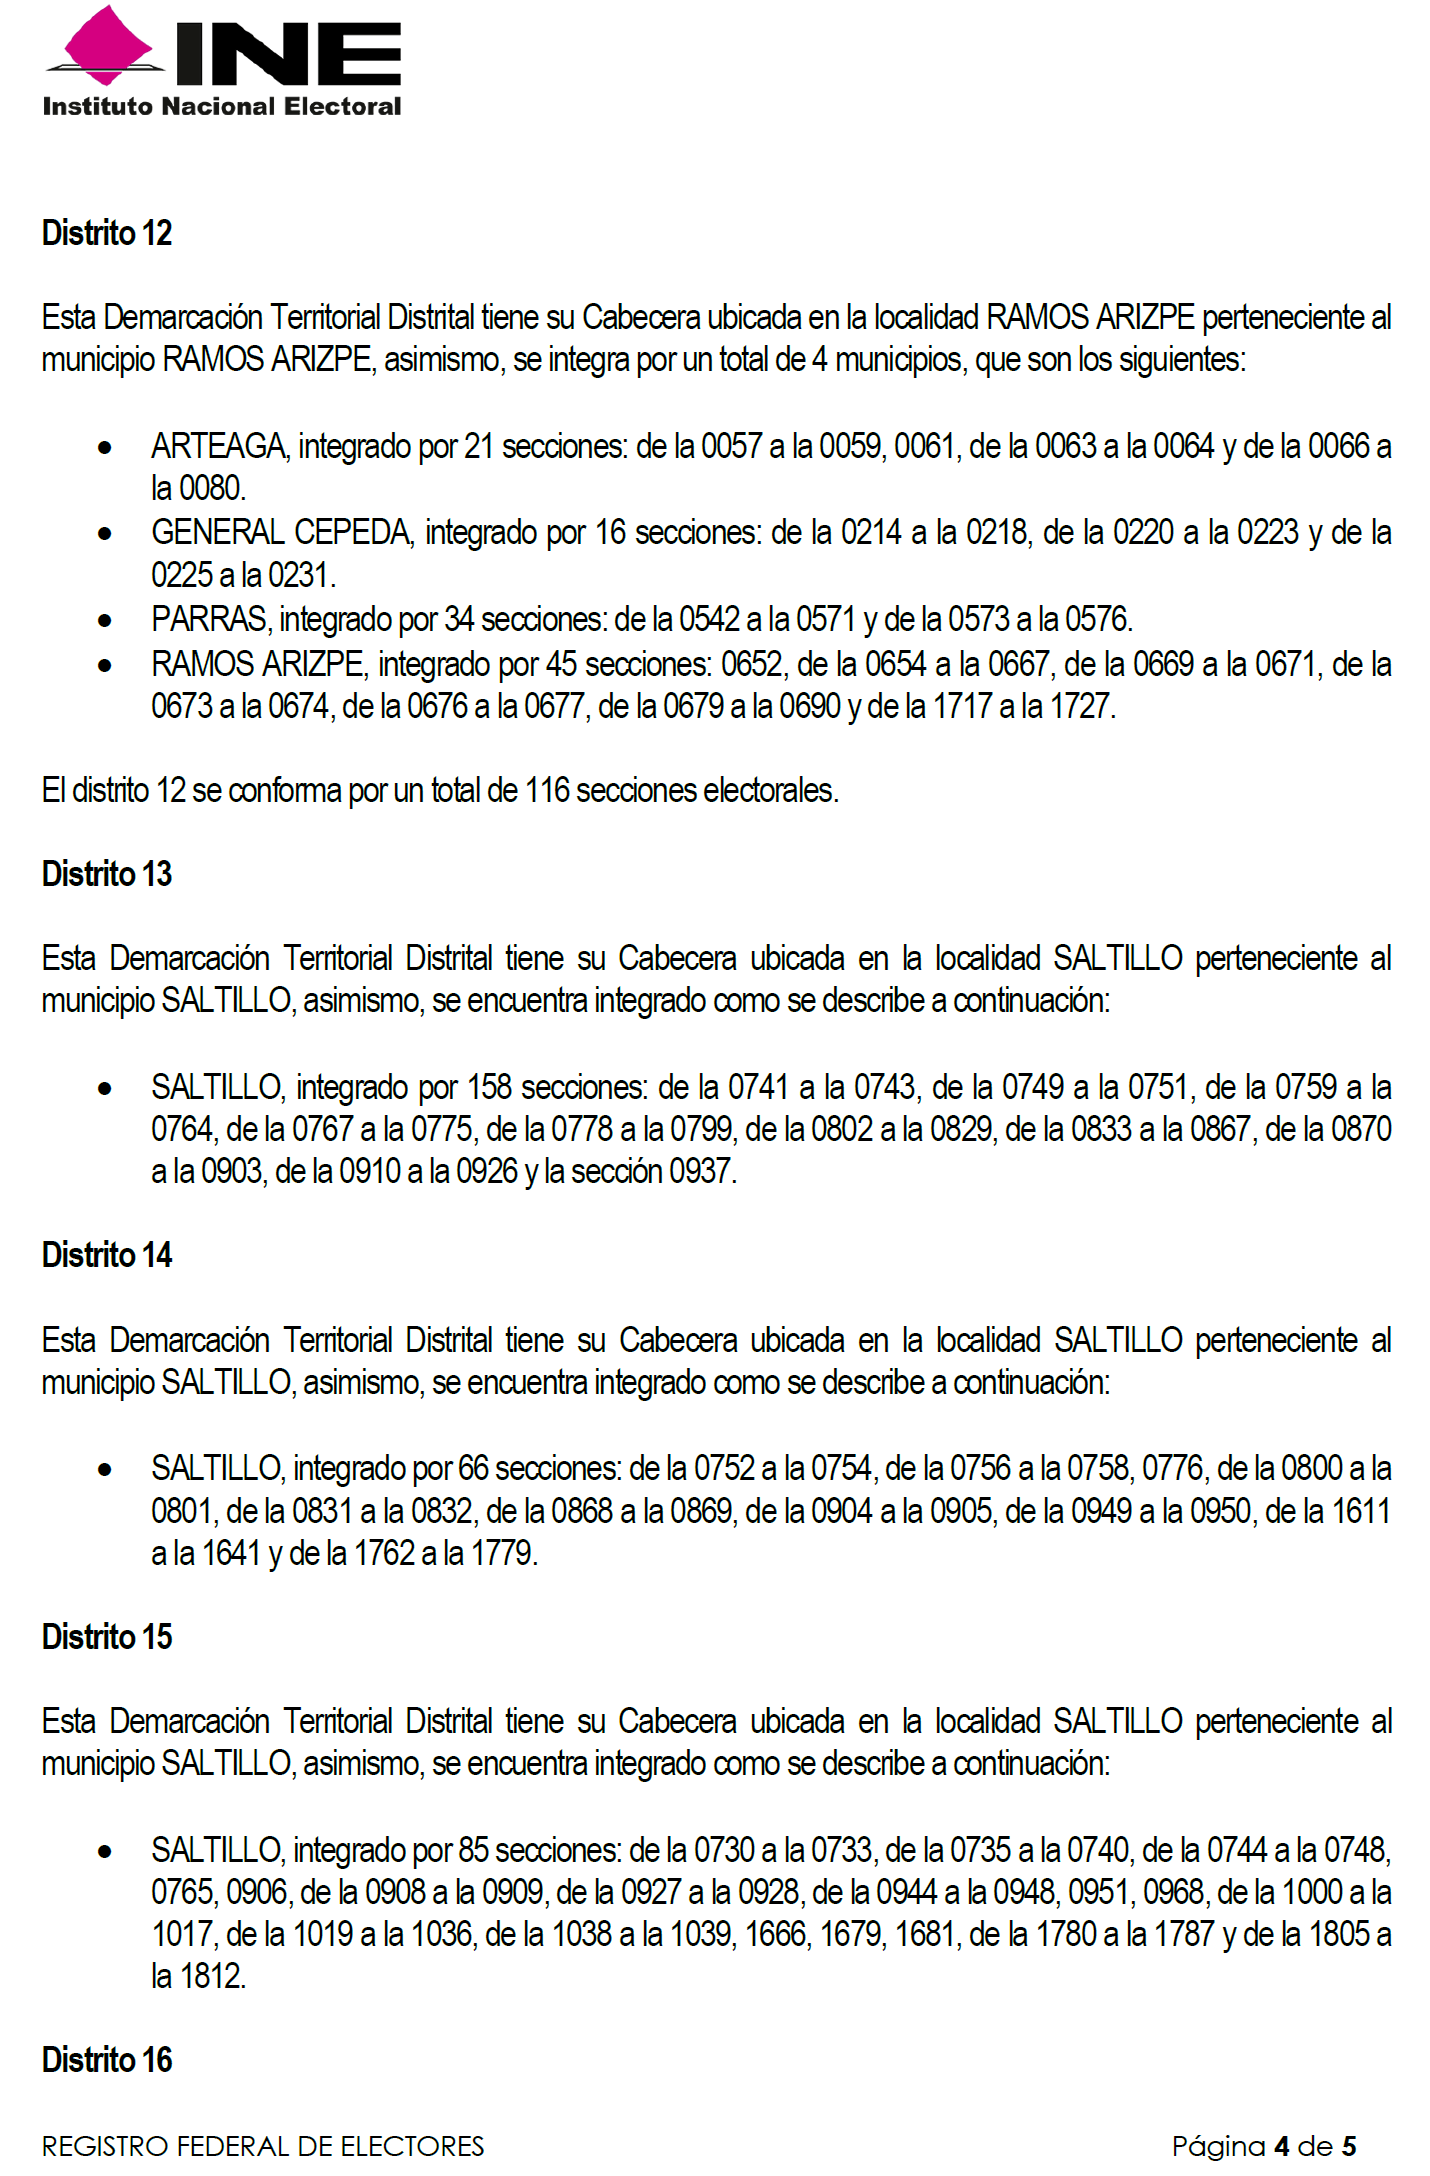 INE
Instituto Nacional Electoral
Distrito 12
Esta Demarcación Territorial Distrital tiene su Cabecera ubicada en la localidad RAMOS ARIZPE perteneciente al
municipio RAMOS ARIZPE, asimismo, se integra por un total de 4 municipios, que son los siguientes:
• ARTEAGA, integrado por 21 secciones: de la 0057 a la 0059, 0061, de la 0063 a la 0064 y de la 0066 a
la 0080.
• GENERAL CEPEDA, integrado por 16 secciones: de la 0214 a la 0218, de la 0220 a la 0223 y de la
0225 a la 0231.
• PARRAS, integrado por 34 secciones: de la 0542 a la 0571 y de la 0573 a la 0576.
• RAMOS ARIZPE, integrado por 45 secciones: 0652, de la 0654 a la 0667, de la 0669 a la 0671, de la
0673 a la 0674, de la 0676 a la 0677, de la 0679 a la 0690 y de la 1717 a la 1727.
El distrito 12 se conforma por un total de 116 secciones electorales.
Distrito 13
Esta Demarcación Territorial Distrital tiene su Cabecera ubicada en la localidad SALTILLO perteneciente al
municipio SALTILLO, asimismo, se encuentra integrado como se describe a continuación:
• SALTILLO, integrado por 158 secciones: de la 0741 a la 0743, de la 0749 a la 0751, de la 0759 a la
0764, de la 0767 a la 0775, de la 0778 a la 0799, de la 0802 a la 0829, de la 0833 a la 0867, de la 0870
a la 0903, de la 0910 a la 0926 y la sección 0937.
Distrito 14
Esta Demarcación Territorial Distrital tiene su Cabecera ubicada en la localidad SALTILLO perteneciente al
municipio SALTILLO, asimismo, se encuentra integrado como se describe a continuación:
• SALTILLO, integrado por 66 secciones: de la 0752 a la 0754, de la 0756 a la 0758, 0776, de la 0800 a la
0801, de la 0831 a la 0832, de la 0868 a la 0869, de la 0904 a la 0905, de la 0949 a la 0950, de la 1611
a la 1641 y de la 1762 a la 1779.
Distrito 15
Esta Demarcación Territorial Distrital tiene su Cabecera ubicada en la localidad SALTILLO perteneciente al
municipio SALTILLO, asimismo, se encuentra integrado como se describe a continuación:
• SALTILLO, integrado por 85 secciones: de la 0730 a la 0733, de la 0735 a la 0740, de la 0744 a la 0748,
0765, 0906, de la 0908 a la 0909, de la 0927 a la 0928, de la 0944 a la 0948, 0951, 0968, de la 1000 a la
1017, de la 1019 a la 1036, de la 1038 a la 1039, 1666, 1679, 1681, de la 1780 a la 1787 y de la 1805 a
la 1812.
Distrito 16
REGISTRO FEDERAL DE ELECTORES Página 4 de 5